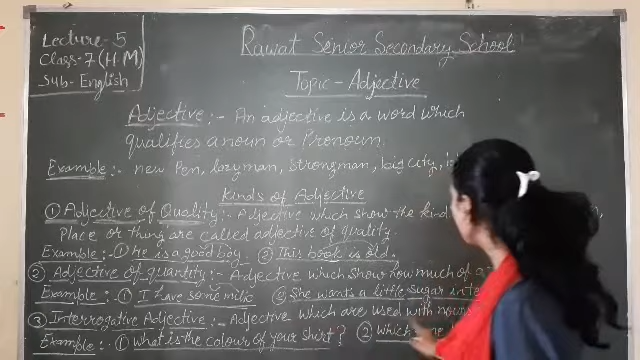 Lecture-5
Class-7(H M)
Sub-English
Rawat Senior Secondary School
Topic-Adjective
Adjective:- An adjective is a word which
qualifies a noun or Pronoun.
Example:- new Pen, lazyman, strongman, big city,
Kinds of Adjective
① Adjective of Quality:- Adjective which show the kind
Place or thing are called adjective of quality.
Example:- ① He is a good boy. ② This book is old.
② Adjective of quantity:- Adjective which show how much of a
Example:- ① I have some milk ② She wants a little sugar in
③ Interrogative Adjective:- Adjective which are used with
Example:- ① What is the colour of your shirt? ② Which